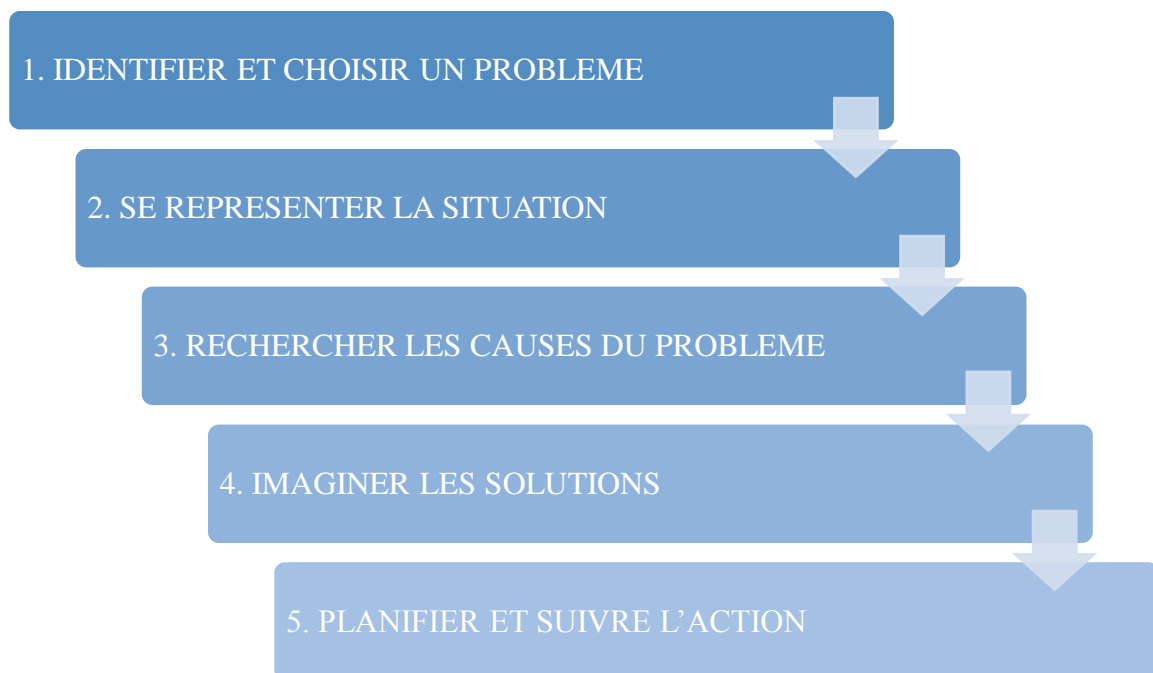 1. IDENTIFIER ET CHOISIR UN PROBLEME
2. SE REPRESENTER LA SITUATION
3. RECHERCHER LES CAUSES DU PROBLEME
4. IMAGINER LES SOLUTIONS
5. PLANIFIER ET SUIVRE L’ACTION